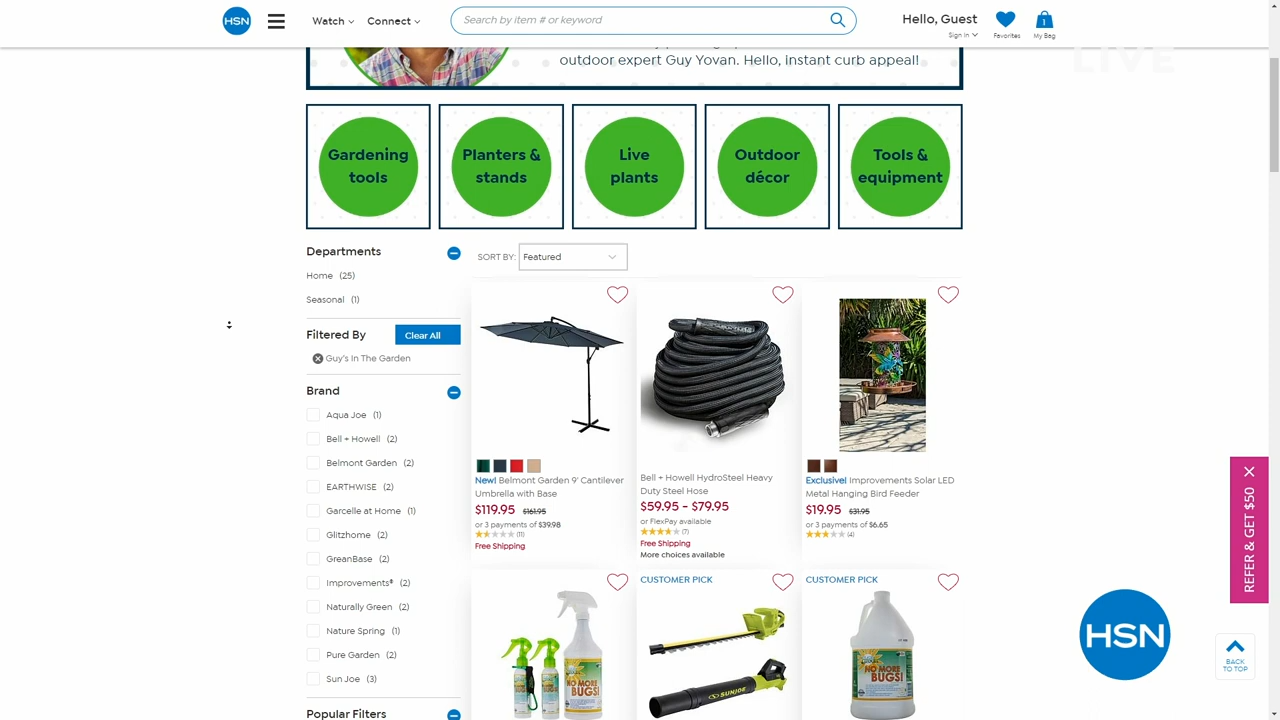 HSN
Watch
Connect
Search by item # or keyword
Hello, Guest
Sign In
Favorites
1
My Bag
outdoor expert Guy Yovan. Hello, instant curb appeal!
LIVE
Gardening
tools
Planters &
stands
Live
plants
Outdoor
décor
Tools &
equipment
Departments
Home (25)
Seasonal (1)
Filtered By
Clear All
Guy's In The Garden
Brand
Aqua Joe (1)
Bell + Howell (2)
Belmont Garden (2)
EARTHWISE (2)
Garcelle at Home (1)
Glitzhome (2)
GreanBase (2)
Improvements® (2)
Naturally Green (2)
Nature Spring (1)
Pure Garden (2)
Sun Joe (3)
Popular Filters
SORT BY: Featured
New! Belmont Garden 9' Cantilever
Umbrella with Base
$119.95 $161.95
or 3 payments of $39.98
(11)
Free Shipping
Bell + Howell HydroSteel Heavy
Duty Steel Hose
$59.95 - $79.95
or FlexPay available
(7)
Free Shipping
More choices available
Exclusive! Improvements Solar LED
Metal Hanging Bird Feeder
$19.95 $31.95
or 3 payments of $6.65
(4)
NO MORE
BUGS!
CUSTOMER PICK
SUNJOE
CUSTOMER PICK
NO MORE
BUGS!
REFER & GET $50
HSN
BACK
TO TOP